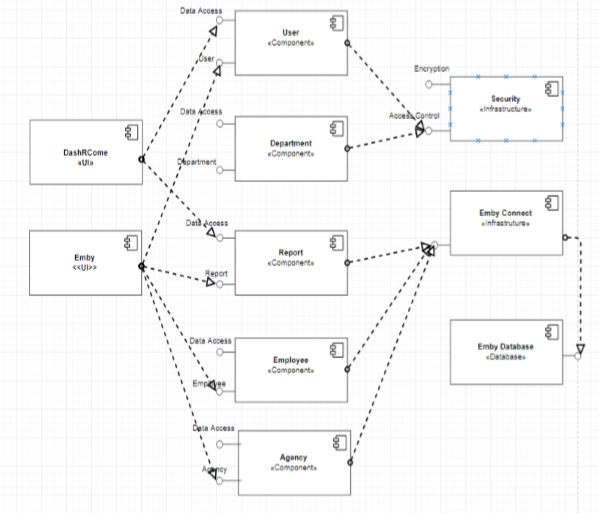 Data Access
User
«Component»
User
Encryption
Security
«Infrastructure»
Data Access
Access Control
Department
«Component»
DashRCome
«UI»
Department
Emby Connect
«Infrastruture»
Data Access
Report
«Component»
Emby
<<UI>>
Report
Data Access
Emby Database
«Database»
Employee
«Component»
Employee
Data Access
Agency
«Component»
Agency